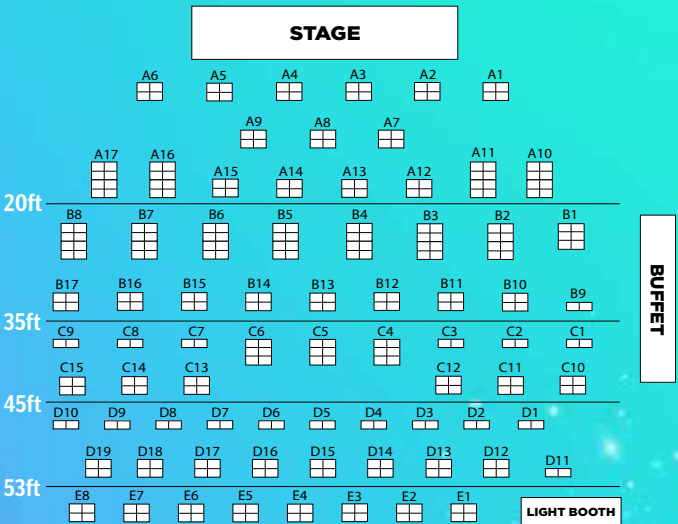 STAGE
A6 A5 A4 A3 A2 A1
A9 A8 A7
A17 A16 A15 A14 A13 A12 A11 A10
20ft
B8 B7 B6 B5 B4 B3 B2 B1
BUFFET
B17 B16 B15 B14 B13 B12 B11 B10 B9
35ft
C9 C8 C7 C6 C5 C4 C3 C2 C1
C15 C14 C13 C12 C11 C10
45ft
D10 D9 D8 D7 D6 D5 D4 D3 D2 D1
D19 D18 D17 D16 D15 D14 D13 D12 D11
53ft
E8 E7 E6 E5 E4 E3 E2 E1
LIGHT BOOTH